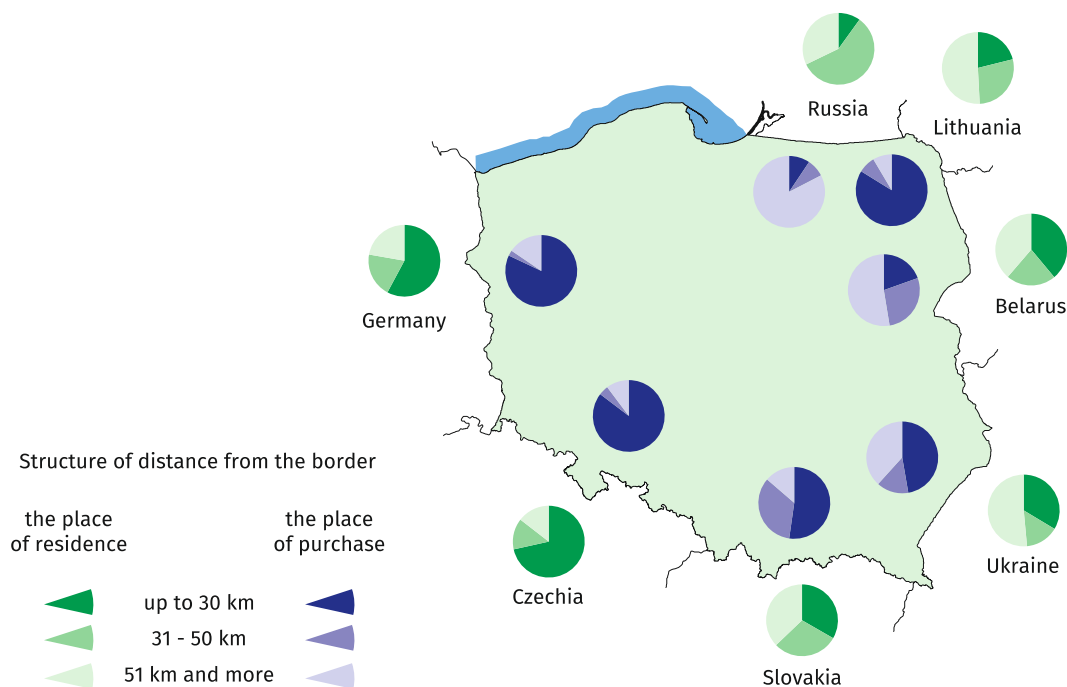 Russia
Lithuania
Belarus
Germany
Structure of distance from the border
the place
of residence
the place
of purchase
Ukraine
Czechia
up to 30 km
31 - 50 km
51 km and more
Slovakia